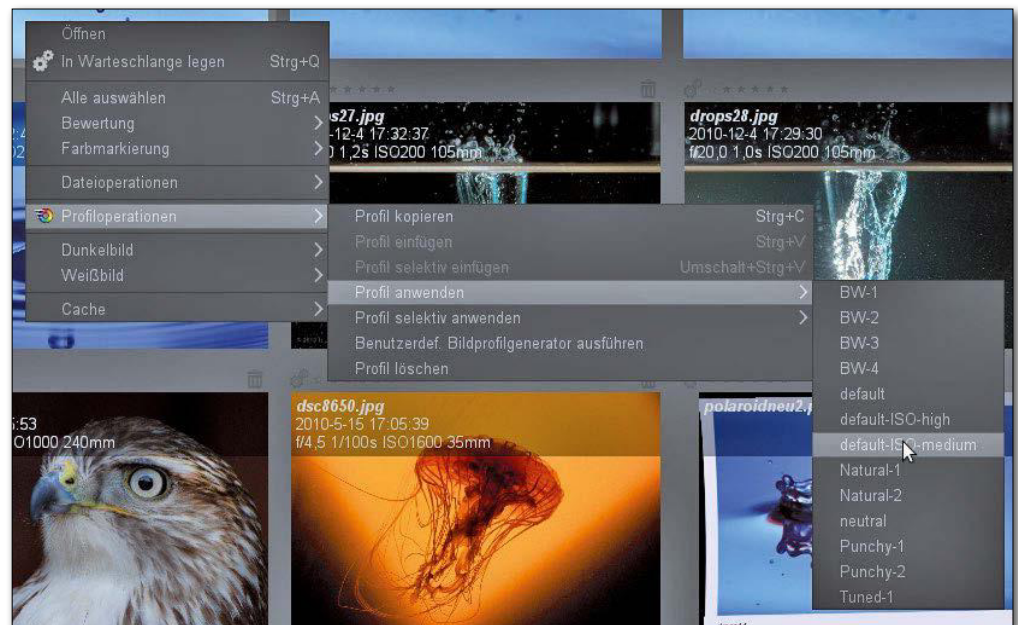 Öffnen
In Warteschlange legen Strg+Q
Alle auswählen Strg+A
Bewertung
Farbmarkierung
Dateioperationen
Profiloperationen
Dunkelbild
Weißbild
Cache
s27.jpg
-12-4 17:32:37
1,2s ISO200 105mm
drops28.jpg
2010-12-4 17:29:30
f/20,0 1,0s ISO200 105mm
Profil kopieren Strg+C
Profil einfügen Strg+V
Profil selektiv einfügen Umschalt+Strg+V
Profil anwenden
Profil selektiv anwenden
Benutzerdef. Bildprofilgenerator ausführen
Profil löschen
BW-1
BW-2
BW-3
BW-4
default
default-ISO-high
default-ISO-medium
Natural-1
Natural-2
neutral
Punchy-1
Punchy-2
Tuned-1
:53
O1000 240mm
dsc8650.jpg
2010-5-15 17:05:39
f/4,5 1/100s ISO1600 35mm
polaroidneu2.